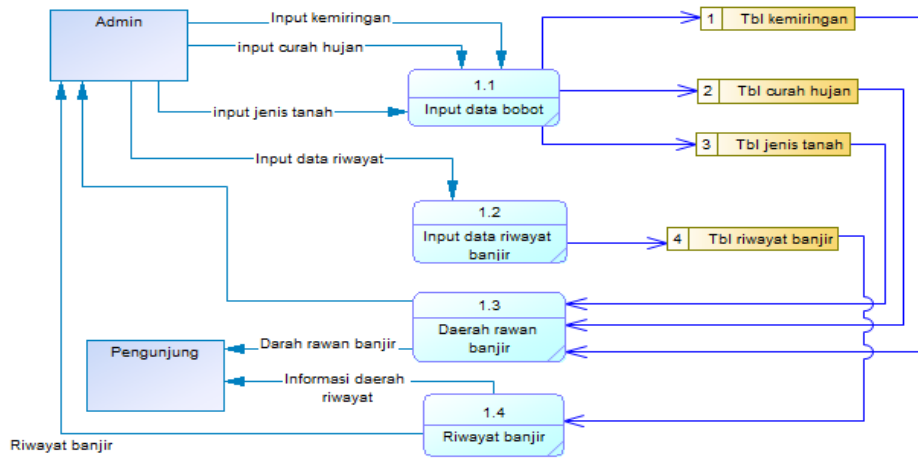 Admin
Input kemiringan
input curah hujan
input jenis tanah
Input data riwayat
1.1
Input data bobot
1 Tbl kemiringan
2 Tbl curah hujan
3 Tbl jenis tanah
1.2
Input data riwayat
banjir
4 Tbl riwayat banjir
1.3
Daerah rawan
banjir
Pengunjung
Darah rawan banjir
Informasi daerah
riwayat
1.4
Riwayat banjir
Riwayat banjir